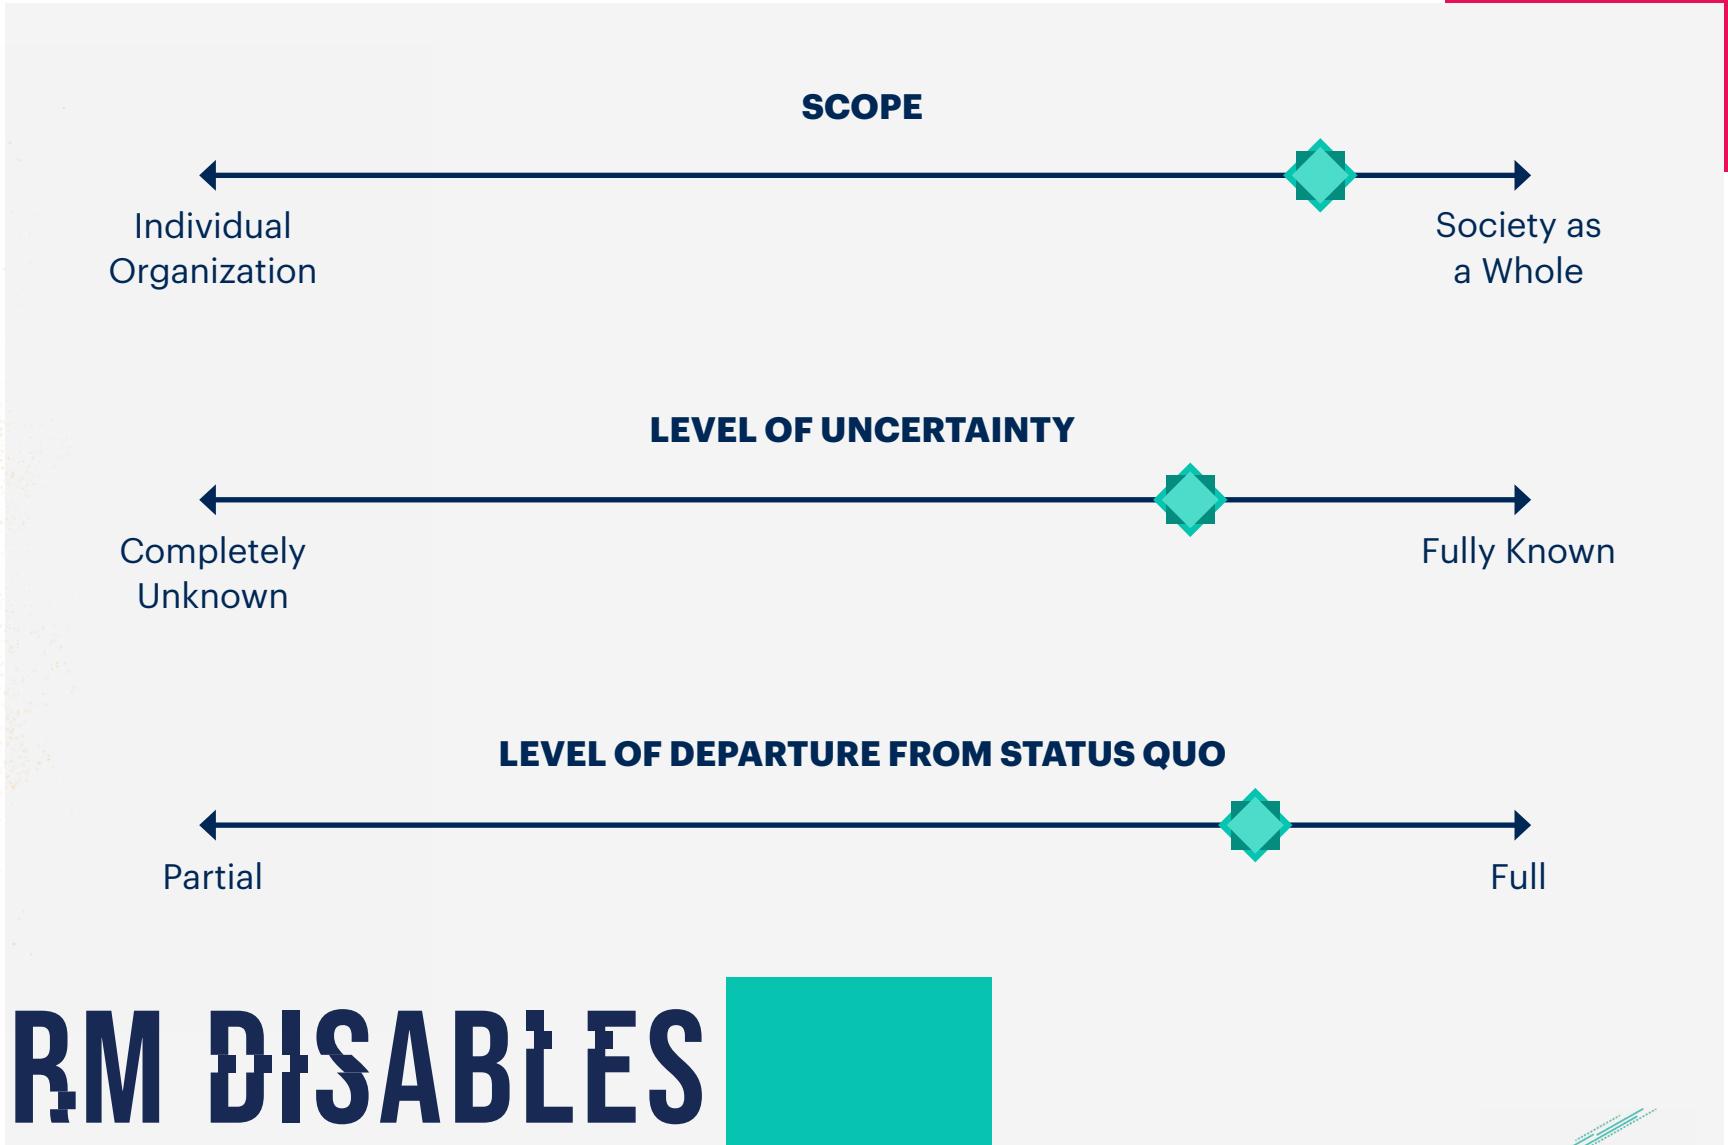 SCOPE
Individual
Organization
Society as
a Whole
LEVEL OF UNCERTAINTY
Completely
Unknown
Fully Known
LEVEL OF DEPARTURE FROM STATUS QUO
Partial
Full
RM DISABLES